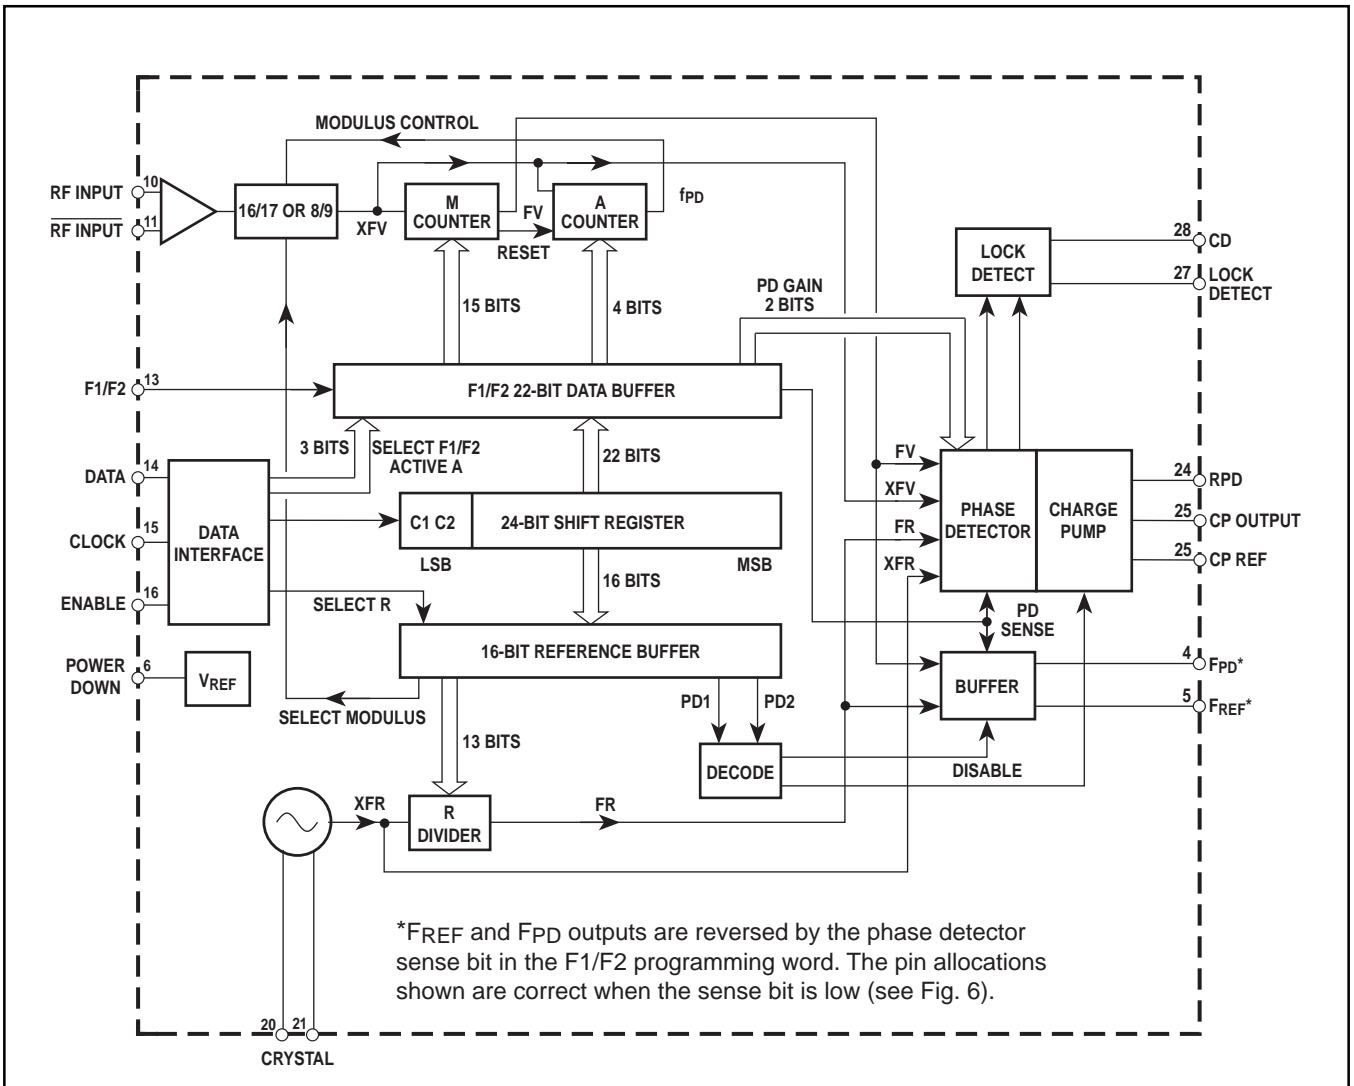 MODULUS CONTROL
RF INPUT
10
RF INPUT
11
16/17 OR 8/9
XFV
M
COUNTER
FV
RESET
A
COUNTER
fPD
28
CD
27
LOCK
DETECT
LOCK
DETECT
15 BITS
4 BITS
PD GAIN
2 BITS
F1/F2
13
F1/F2 22-BIT DATA BUFFER
3 BITS
SELECT F1/F2
ACTIVE A
22 BITS
DATA
14
CLOCK
15
ENABLE
16
DATA
INTERFACE
C1 C2
24-BIT SHIFT REGISTER
LSB
MSB
16 BITS
SELECT R
16-BIT REFERENCE BUFFER
FV
XFV
FR
XFR
PHASE
DETECTOR
CHARGE
PUMP
24
RPD
25
CP OUTPUT
25
CP REF
PD
SENSE
POWER
DOWN
6
VREF
SELECT MODULUS
13 BITS
PD1
PD2
DECODE
BUFFER
4
FPD*
5
FREF*
DISABLE
XFR
R
DIVIDER
FR
*FREF and FPD outputs are reversed by the phase detector
sense bit in the F1/F2 programming word. The pin allocations
shown are correct when the sense bit is low (see Fig. 6).
20
21
CRYSTAL